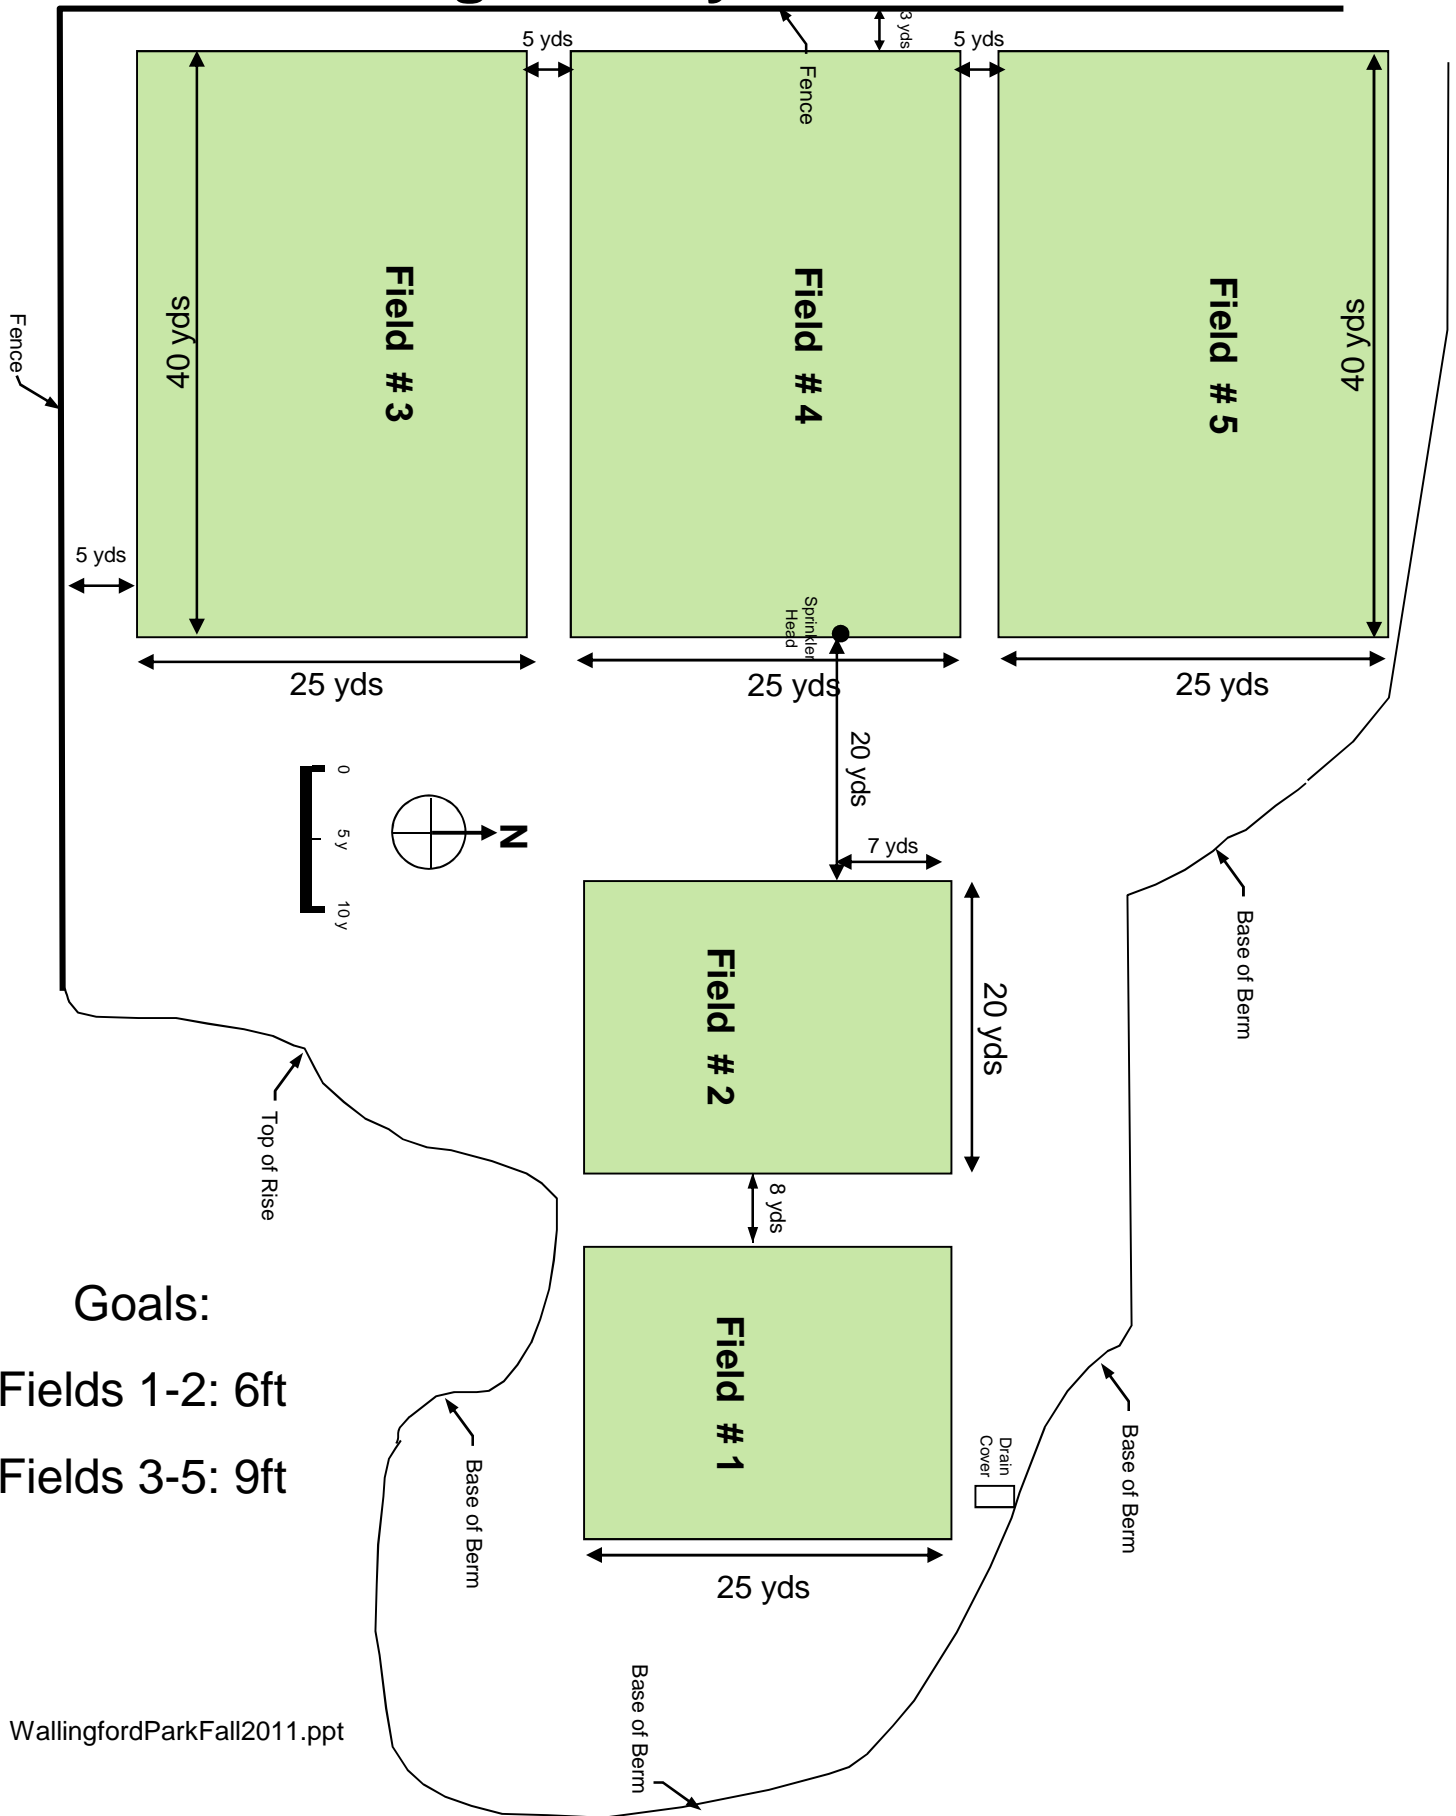 5 yds
3 yds
5 yds
Fence
Field # 3
Field # 4
Field # 5
40 yds
40 yds
Fence
5 yds
Sprinkler
Head
25 yds
25 yds
25 yds
20 yds
0
5 y
10 y
N
7 yds
Field # 2
20 yds
Base of Berm
Top of Rise
8 yds
Goals:
Fields 1-2: 6ft
Fields 3-5: 9ft
Field # 1
Drain
Cover
Base of Berm
Base of Berm
25 yds
Base of Berm
WallingfordParkFall2011.ppt